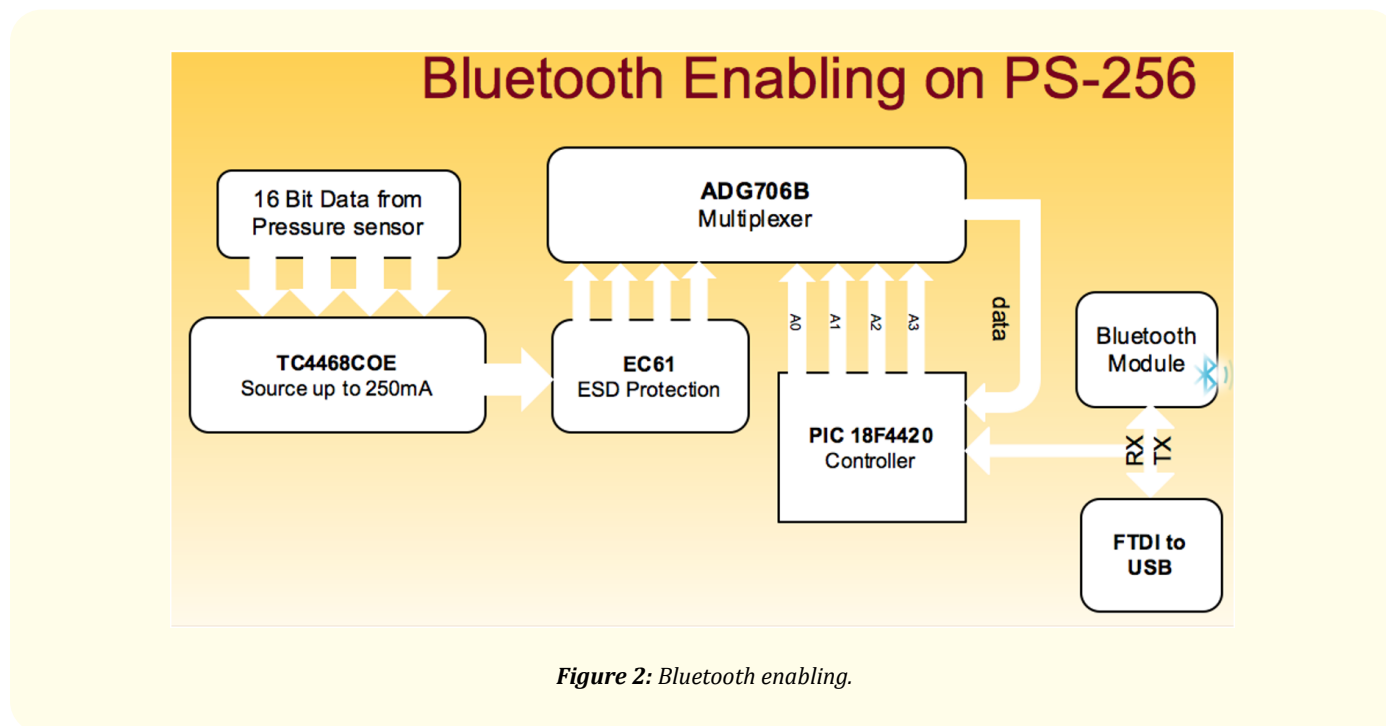 Bluetooth Enabling on PS-256
16 Bit Data from
Pressure sensor
TC4468COE
Source up to 250mA
EC61
ESD Protection
ADG706B
Multiplexer
A0
A1
A2
A3
data
PIC 18F4420
Controller
Bluetooth
Module
RX
TX
FTDI to
USB
Figure 2: Bluetooth enabling.